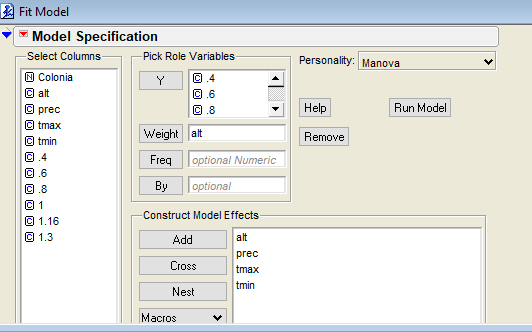 Fit Model
Model Specification
Select Columns
N Colonia
C alt
C prec
C tmax
C tmin
C .4
C .6
C .8
C 1
C 1.16
C 1.3
Pick Role Variables
Y
C .4
C .6
C .8
Weight alt
Freq optional Numeric
By optional
Personality: Manova
Help Run Model
Remove
Construct Model Effects
Add
Cross
Nest
Macros
alt
prec
tmax
tmin